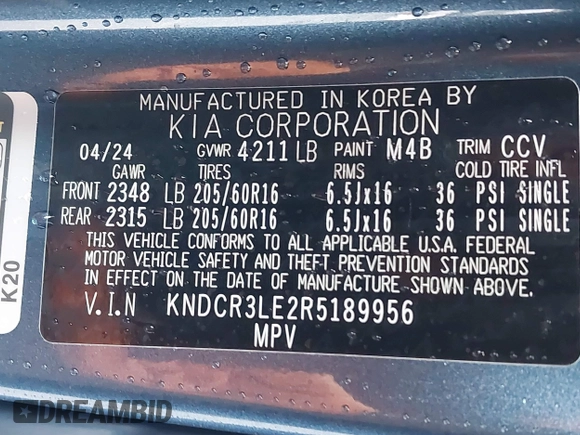 MANUFACTURED IN KOREA BY
KIA CORPORATION
04/24 GVWR 4211 LB PAINT M4B TRIM CCV
GAWR TIRES RIMS COLD TIRE INFL
FRONT 2348 LB 205/60R16 6.5Jx16 36 PSI SINGLE
REAR 2315 LB 205/60R16 6.5Jx16 36 PSI SINGLE
THIS VEHICLE CONFORMS TO ALL APPLICABLE U.S.A. FEDERAL
MOTOR VEHICLE SAFETY AND THEFT PREVENTION STANDARDS
IN EFFECT ON THE DATE OF MANUFACTURE SHOWN ABOVE.
V.I.N KNDCR3LE2R5189956
MPV
K20
DREAMBID